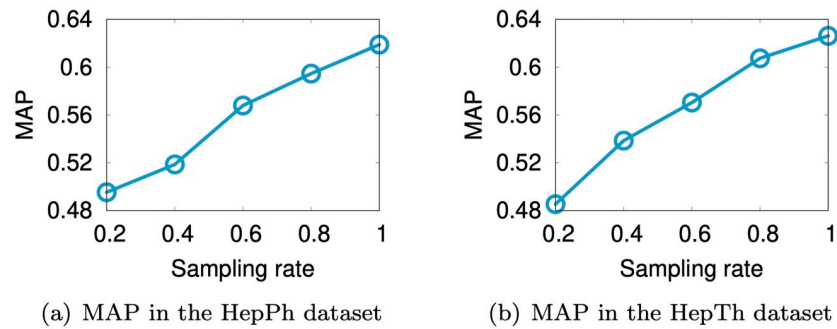 0.64
0.6
0.56
0.52
0.48
MAP
0.2 0.4 0.6 0.8 1
Sampling rate
(a) MAP in the HepPh dataset
0.64
0.6
0.56
0.52
0.48
MAP
0.2 0.4 0.6 0.8 1
Sampling rate
(b) MAP in the HepTh dataset